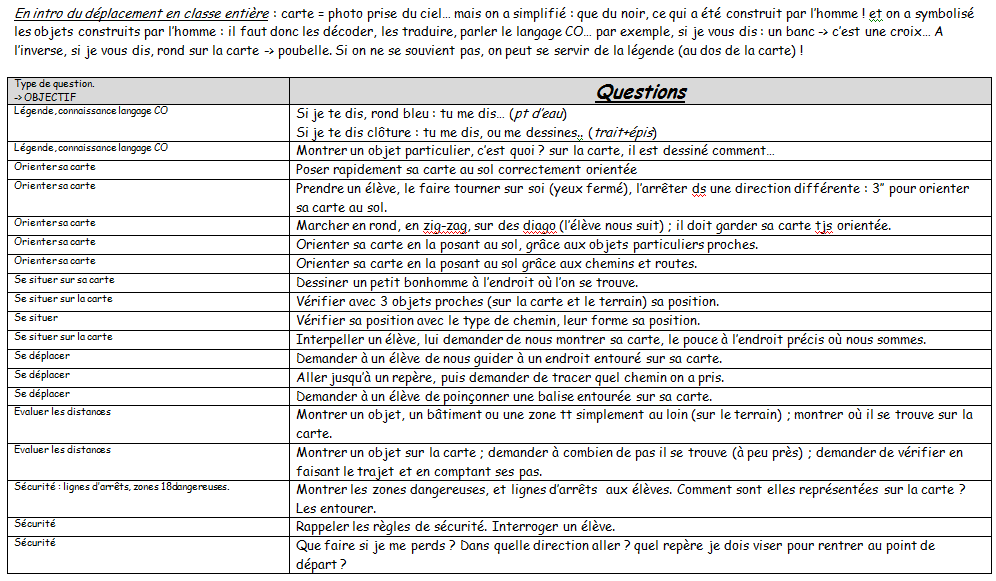 En intro du déplacement en classe entière : carte = photo prise du ciel... mais on a simplifié : que du noir, ce qui a été construit par l'homme ! et on a symbolisé
les objets construits par l'homme : il faut donc les décoder, les traduire, parler le langage CO... par exemple, si je vous dis : un banc -> c'est une croix... A
l'inverse, si je vous dis, rond sur la carte -> poubelle. Si on ne se souvient pas, on peut se servir de la légende (au dos de la carte) !
Type de question.
-> OBJECTIF
Questions
Légende, connaissance langage CO
Si je te dis, rond bleu : tu me dis... (pt d'eau)
Si je te dis clôture : tu me dis, ou me dessines.. (trait+épis)
Légende, connaissance langage CO
Montrer un objet particulier, c'est quoi ? sur la carte, il est dessiné comment...
Orienter sa carte
Poser rapidement sa carte au sol correctement orientée
Orienter sa carte
Prendre un élève, le faire tourner sur soi (yeux fermé), l'arrêter ds une direction différente : 3" pour orienter
sa carte au sol.
Orienter sa carte
Marcher en rond, en zig-zag, sur des diago (l'élève nous suit) ; il doit garder sa carte tjs orientée.
Orienter sa carte
Orienter sa carte en la posant au sol, grâce aux objets particuliers proches.
Orienter sa carte
Orienter sa carte en la posant au sol grâce aux chemins et routes.
Se situer sur sa carte
Dessiner un petit bonhomme à l'endroit où l'on se trouve.
Se situer sur la carte
Vérifier avec 3 objets proches (sur la carte et le terrain) sa position.
Se situer
Vérifier sa position avec le type de chemin, leur forme sa position.
Se situer sur la carte
Interpeller un élève, lui demander de nous montrer sa carte, le pouce à l'endroit précis où nous sommes.
Se déplacer
Demander à un élève de nous guider à un endroit entouré sur sa carte.
Se déplacer
Aller jusqu'à un repère, puis demander de tracer quel chemin on a pris.
Se déplacer
Demander à un élève de poinçonner une balise entourée sur sa carte.
Evaluer les distances
Montrer un objet, un bâtiment ou une zone tt simplement au loin (sur le terrain) ; montrer où il se trouve sur la
carte.
Evaluer les distances
Montrer un objet sur la carte ; demander à combien de pas il se trouve (à peu près) ; demander de vérifier en
faisant le trajet et en comptant ses pas.
Sécurité : lignes d'arrêts, zones 18dangereuses.
Montrer les zones dangereuses, et lignes d'arrêts aux élèves. Comment sont elles représentées sur la carte ?
Les entourer.
Sécurité
Rappeler les règles de sécurité. Interroger un élève.
Sécurité
Que faire si je me perds ? Dans quelle direction aller ? quel repère je dois viser pour rentrer au point de
départ ?